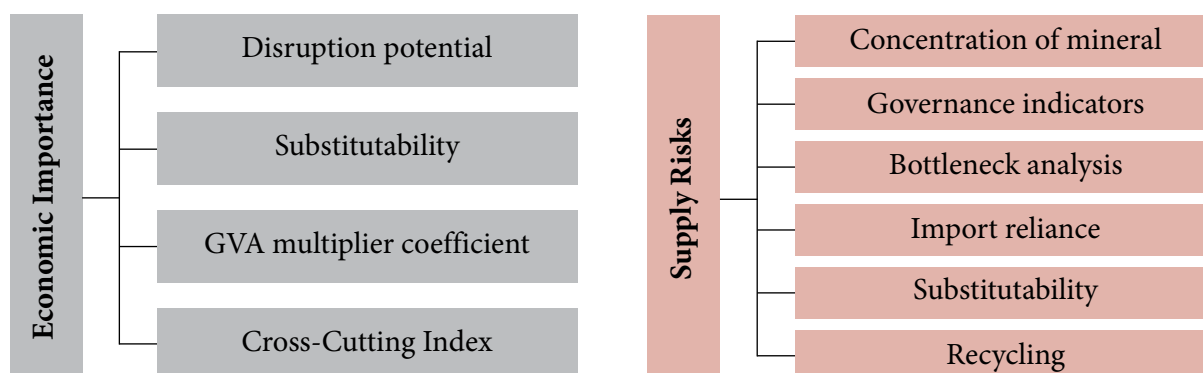 Economic Importance
Disruption potential
Substitutability
GVA multiplier coefficient
Cross-Cutting Index
Supply Risks
Concentration of mineral
Governance indicators
Bottleneck analysis
Import reliance
Substitutability
Recycling